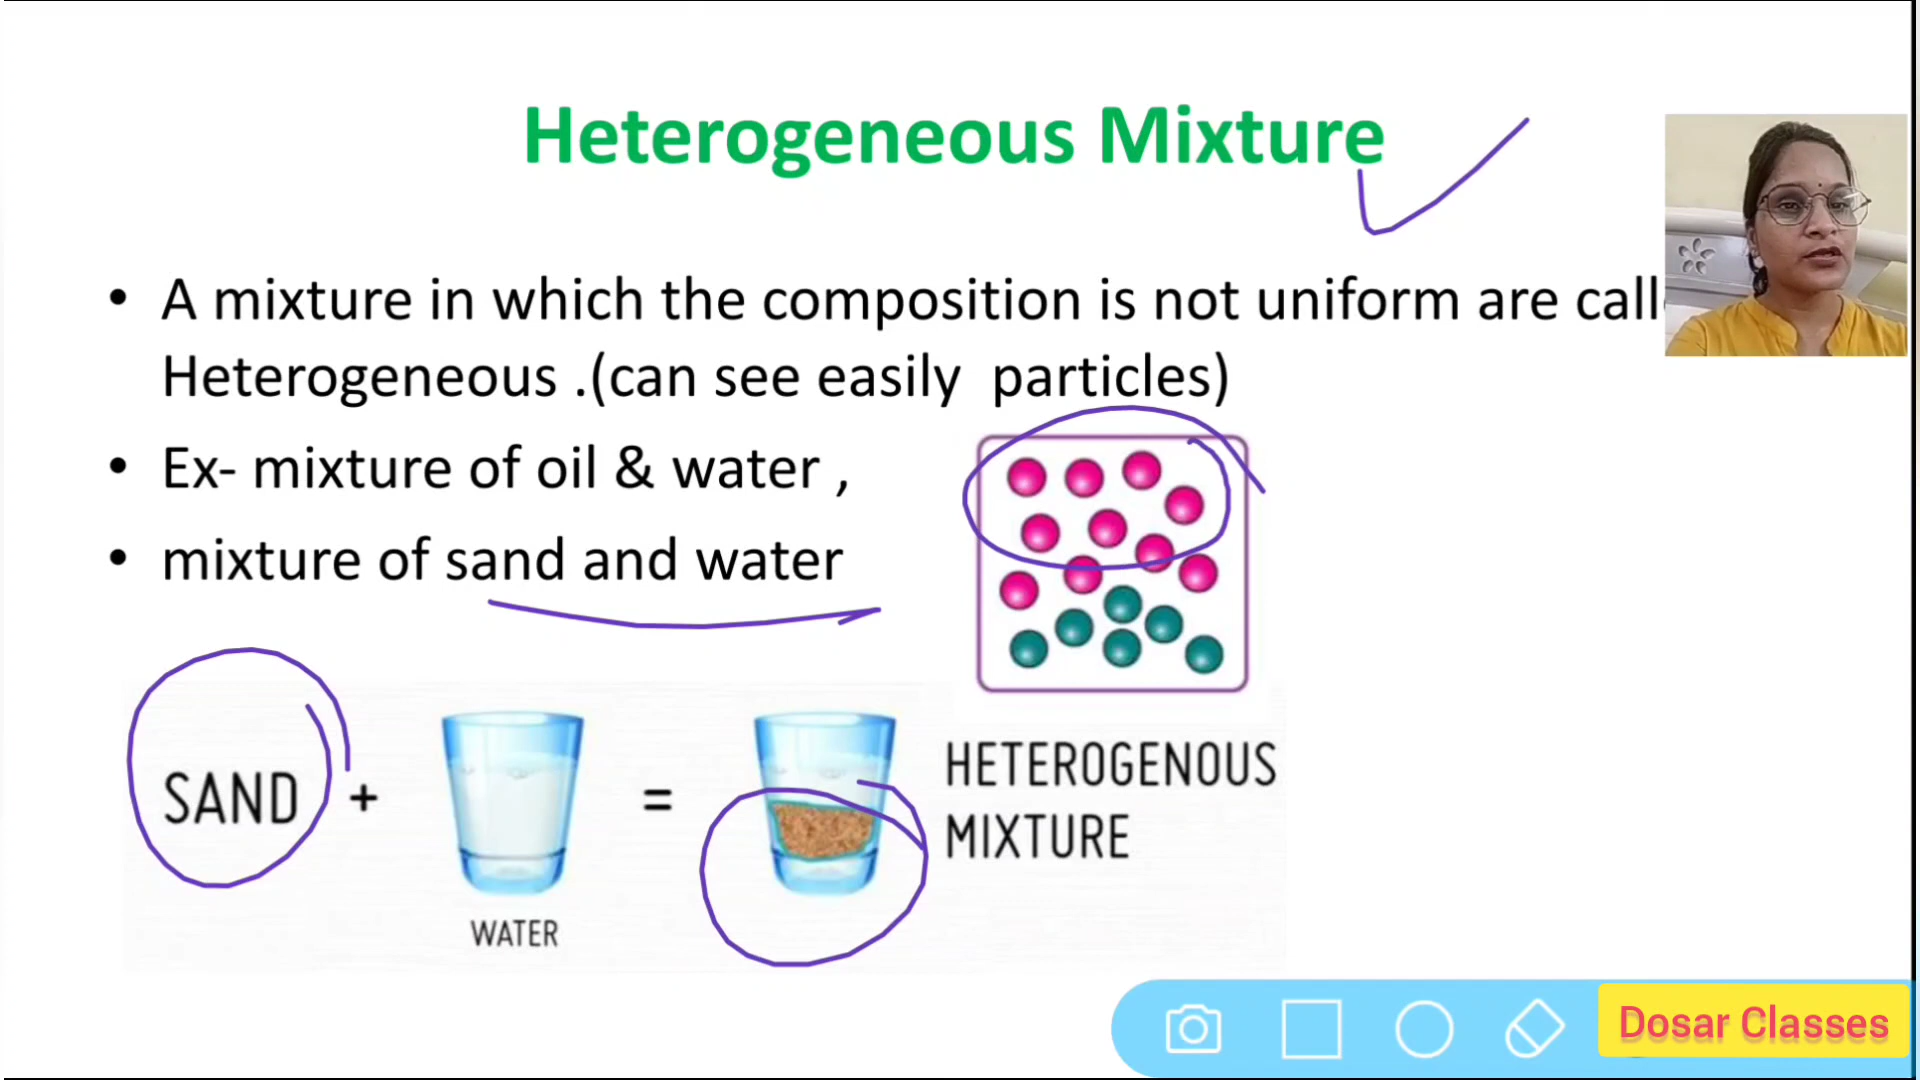 Heterogeneous Mixture
• A mixture in which the composition is not uniform are call
Heterogeneous .(can see easily particles)
• Ex- mixture of oil & water ,
• mixture of sand and water
SAND + = HETEROGENOUS
MIXTURE
WATER
Dosar Classes